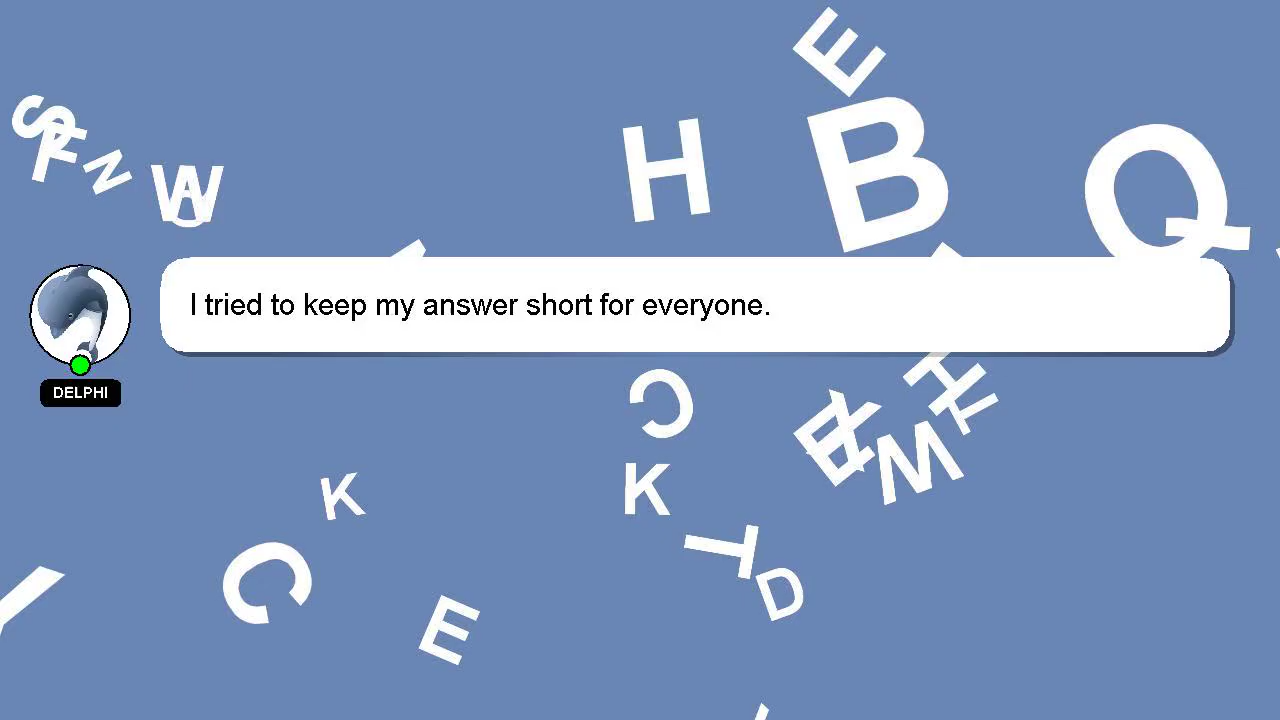 E
S
F
N
W
H
B
Q
I tried to keep my answer short for everyone.
DELPHI
C
H
E
M
K
K
T
D
C
E